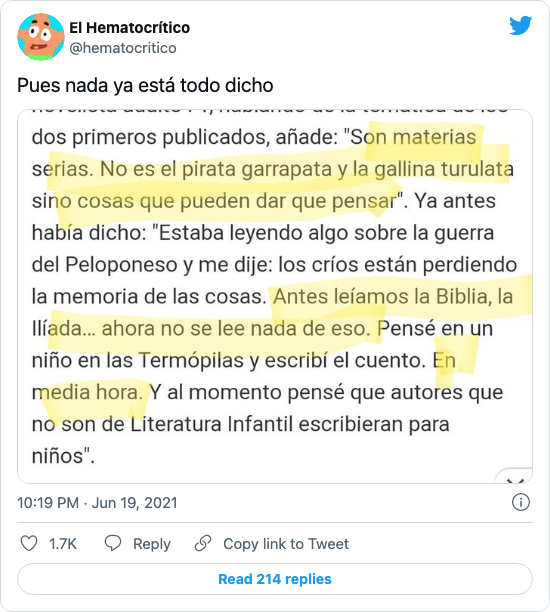 El Hematocrítico
@hematocritico
Pues nada ya está todo dicho
novelista adulto
dos primeros publicados, añade: "Son materias
serias. No es el pirata garrapata y la gallina turulata
sino cosas que pueden dar que pensar". Ya antes
había dicho: "Estaba leyendo algo sobre la guerra
del Peloponeso y me dije: los críos están perdiendo
la memoria de las cosas. Antes leíamos la Biblia, la
Ilíada... ahora no se lee nada de eso. Pensé en un
niño en las Termópilas y escribí el cuento. En
media hora. Y al momento pensé que autores que
no son de Literatura Infantil escribieran para
niños".
10:19 PM · Jun 19, 2021
1.7K Reply Copy link to Tweet
Read 214 replies